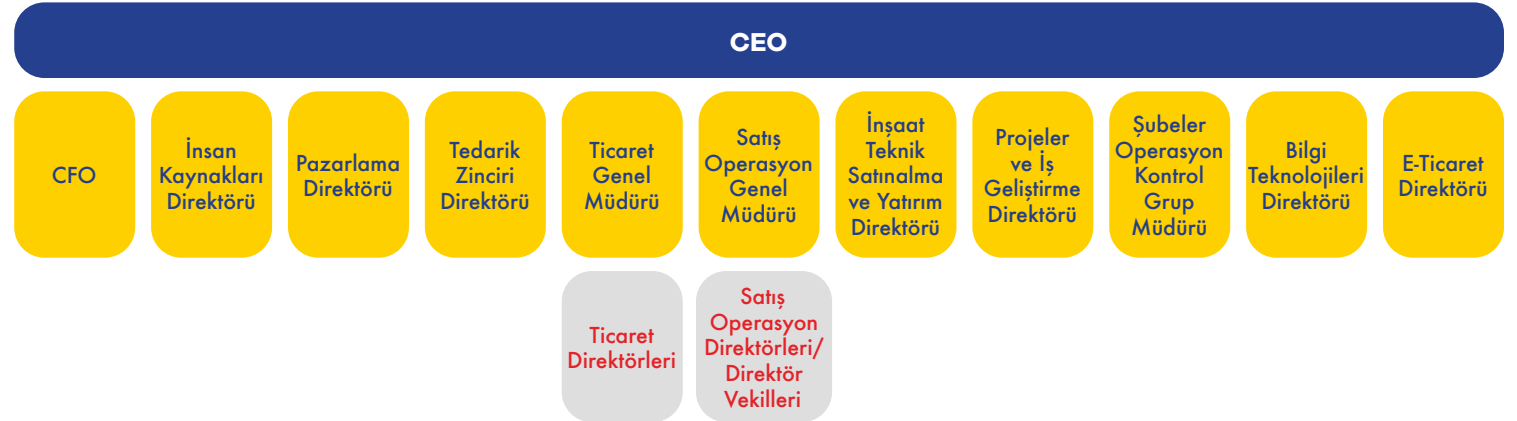 CEO
CFO
İnsan
Kaynakları
Direktörü
Pazarlama
Direktörü
Tedarik
Zinciri
Direktörü
Ticaret
Genel
Müdürü
Satış
Operasyon
Genel
Müdürü
İnşaat
Teknik
Satınalma
ve Yatırım
Direktörü
Projeler
ve İş
Geliştirme
Direktörü
Şubeler
Operasyon
Kontrol
Grup
Müdürü
Bilgi
Teknolojileri
Direktörü
E-Ticaret
Direktörü
Ticaret
Direktörleri
Satış
Operasyon
Direktörleri/
Direktör
Vekilleri